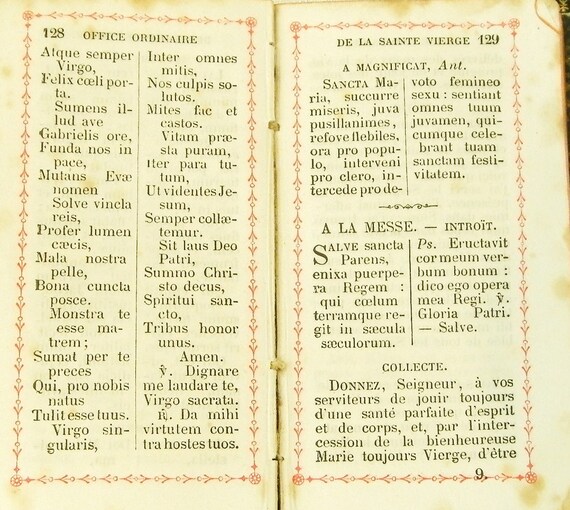 128 OFFICE ORDINAIRE
Atque semper
Virgo,
Felix cœli por-
ta.
Sumens il-
lud ave
Gabrielis ore,
Funda nos in
pace,
Mutans Evæ
nomen
Solve vincla
reis,
Profer lumen
cæcis,
Mala nostra
pelle,
Bona cuncta
posce.
Monstra te
esse ma-
trem;
Sumat per te
preces
Qui, pro nobis
natus
Tulit esse tuus.
Virgo sin-
gularis,
Inter omnes
mitis,
Nos culpis so-
lutos.
Mites fac et
castos.
Vitam præ-
sta puram,
Iter para tu-
tum,
Ut videntes Je-
sum,
Semper collæ-
temur.
Sit laus Deo
Patri,
Summo Chri-
sto decus,
Spiritui san-
cto,
Tribus honor
unus.
Amen.
℣. Dignare
me laudare te,
Virgo sacrata.
℟. Da mihi
virtutem con-
tra hostes tuos.
DE LA SAINTE VIERGE 129
A MAGNIFICAT, Ant.
SANCTA Ma-
ria, succurre
miseris, juva
pusillanimes,
refove flebiles,
ora pro popu-
lo, interveni
pro clero, in-
tercede pro de-
voto femineo
sexu : sentiant
omnes tuum
juvamen, qui-
cumque cele-
brant tuam
sanctam festi-
vitatem.
A LA MESSE. — INTROÏT.
SALVE sancta
Parens,
enixa puerpe-
ra Regem :
qui cœlum
terramque re-
git in sæcula
sæculorum.
Ps. Eructavit
cor meum ver-
bum bonum :
dico ego opera
mea Regi. ℣.
Gloria Patri.
— Salve.
COLLECTE.
DONNEZ, Seigneur, à vos
serviteurs de jouir toujours
d'une santé parfaite d'esprit
et de corps, et, par l'inter-
cession de la bienheureuse
Marie toujours Vierge, d'être
9.